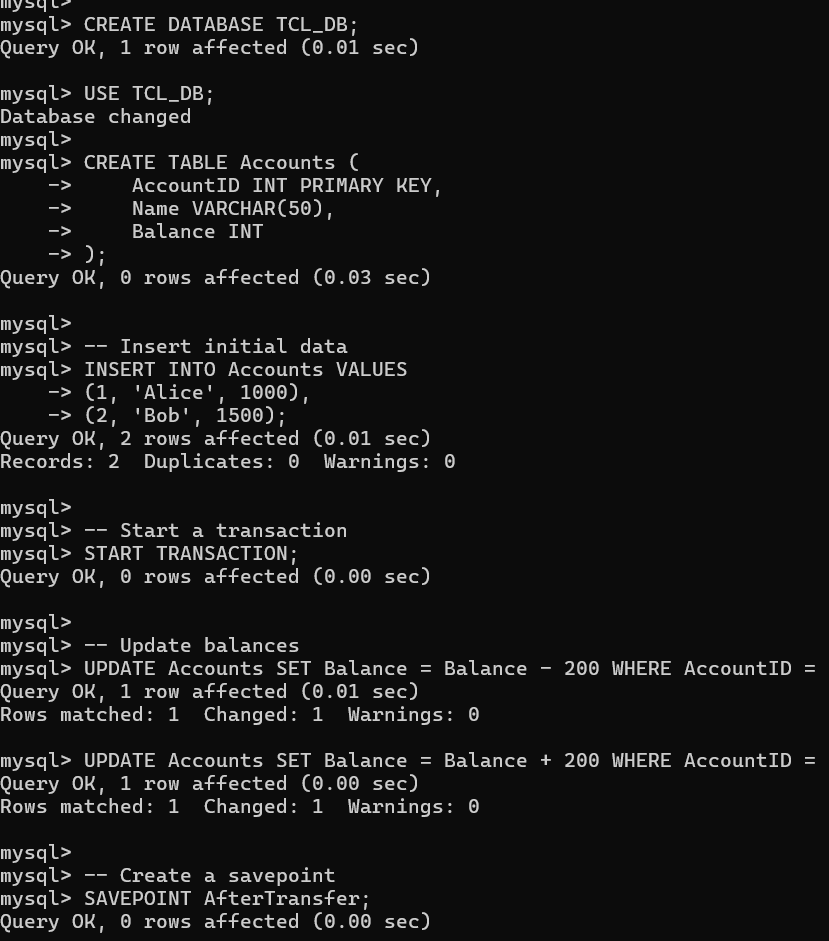 mysql>
mysql> CREATE DATABASE TCL_DB;
Query OK, 1 row affected (0.01 sec)

mysql> USE TCL_DB;
Database changed
mysql>
mysql> CREATE TABLE Accounts (
    ->     AccountID INT PRIMARY KEY,
    ->     Name VARCHAR(50),
    ->     Balance INT
    -> );
Query OK, 0 rows affected (0.03 sec)

mysql>
mysql> -- Insert initial data
mysql> INSERT INTO Accounts VALUES
    -> (1, 'Alice', 1000),
    -> (2, 'Bob', 1500);
Query OK, 2 rows affected (0.01 sec)
Records: 2  Duplicates: 0  Warnings: 0

mysql>
mysql> -- Start a transaction
mysql> START TRANSACTION;
Query OK, 0 rows affected (0.00 sec)

mysql>
mysql> -- Update balances
mysql> UPDATE Accounts SET Balance = Balance - 200 WHERE AccountID =
Query OK, 1 row affected (0.01 sec)
Rows matched: 1  Changed: 1  Warnings: 0

mysql> UPDATE Accounts SET Balance = Balance + 200 WHERE AccountID =
Query OK, 1 row affected (0.00 sec)
Rows matched: 1  Changed: 1  Warnings: 0

mysql>
mysql> -- Create a savepoint
mysql> SAVEPOINT AfterTransfer;
Query OK, 0 rows affected (0.00 sec)